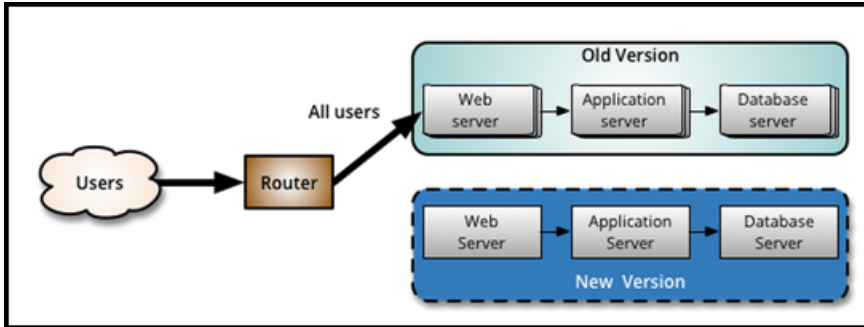 Old Version
Web
server
Application
server
Database
server
All users
Users
Router
Web
Server
Application
Server
Database
Server
New Version